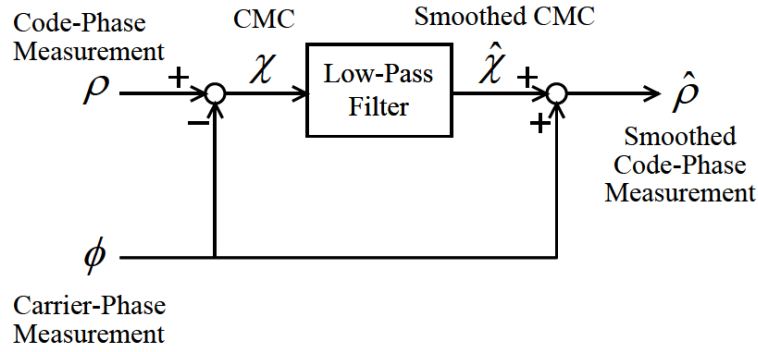 Code-Phase
Measurement
CMC
Smoothed CMC
ρ
+
−
χ
Low-Pass
Filter
χ̂
+
+
ρ̂
Smoothed
Code-Phase
Measurement
ϕ
Carrier-Phase
Measurement